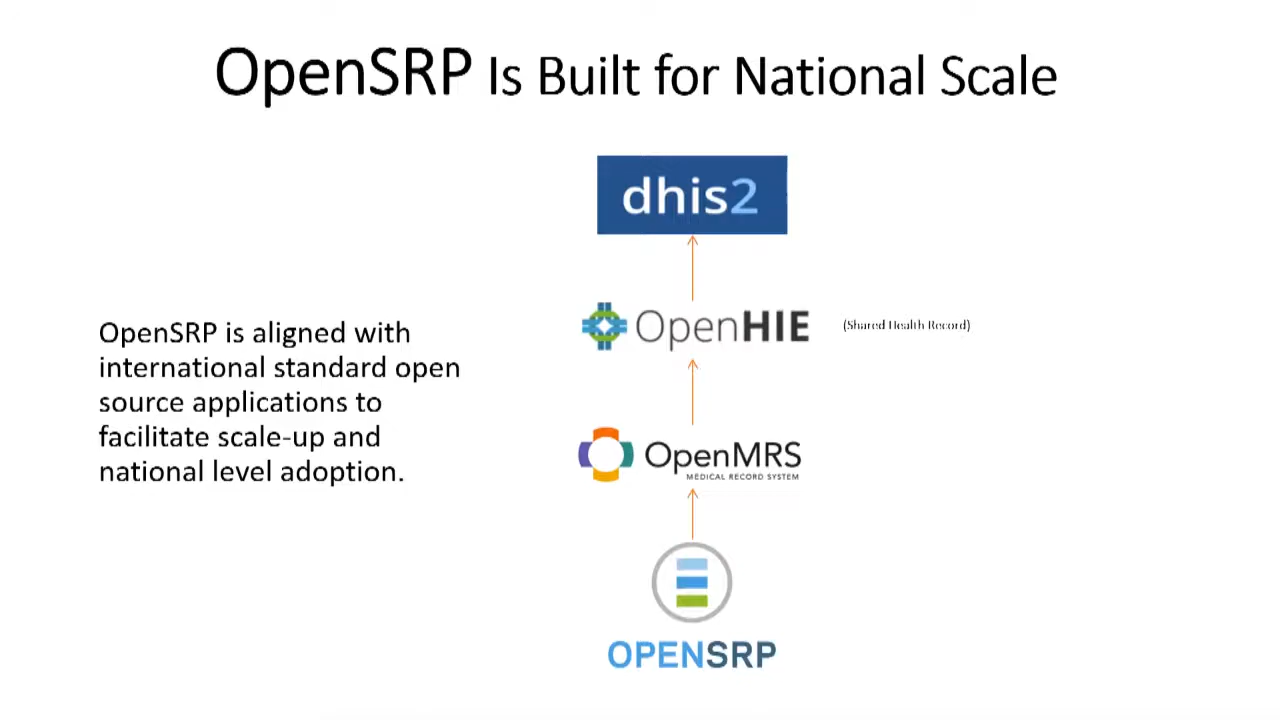 OpenSRP Is Built for National Scale
dhis2
OpenHIE
(Shared Health Record)
OpenSRP is aligned with
international standard open
source applications to
facilitate scale-up and
national level adoption.
OpenMRS
MEDICAL RECORD SYSTEM
OPENSRP